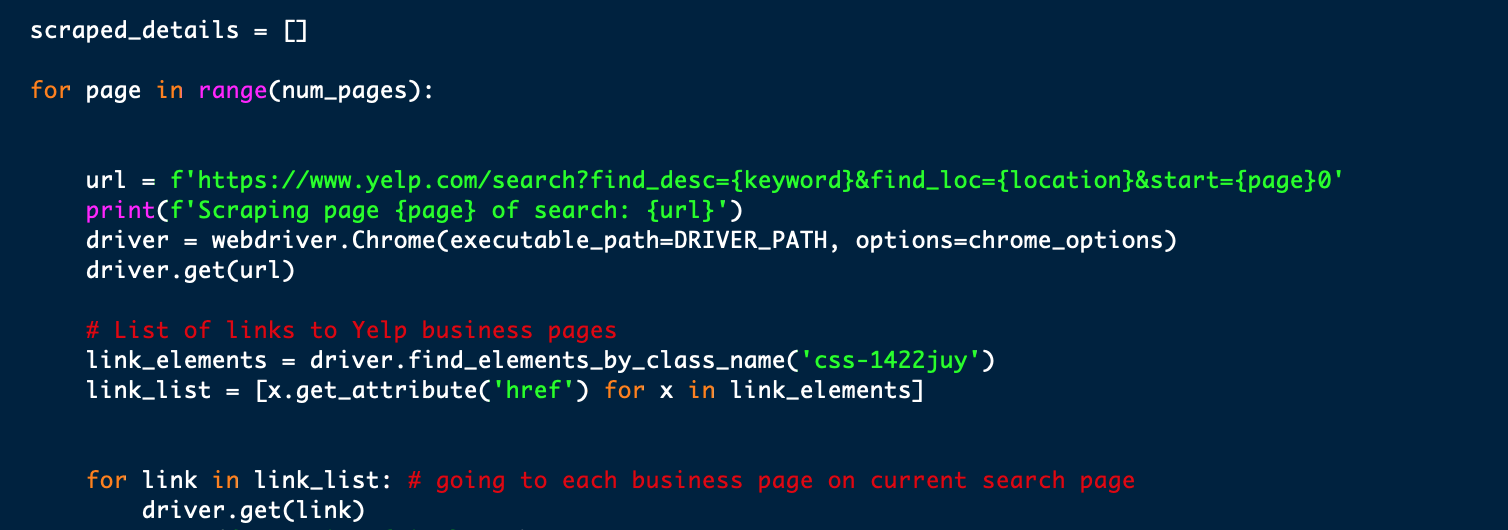 scraped_details = []
for page in range(num_pages):
url = f'https://www.yelp.com/search?find_desc={keyword}&find_loc={location}&start={page}0'
print(f'Scraping page {page} of search: {url}')
driver = webdriver.Chrome(executable_path=DRIVER_PATH, options=chrome_options)
driver.get(url)
# List of links to Yelp business pages
link_elements = driver.find_elements_by_class_name('css-1422juy')
link_list = [x.get_attribute('href') for x in link_elements]
for link in link_list: # going to each business page on current search page
driver.get(link)